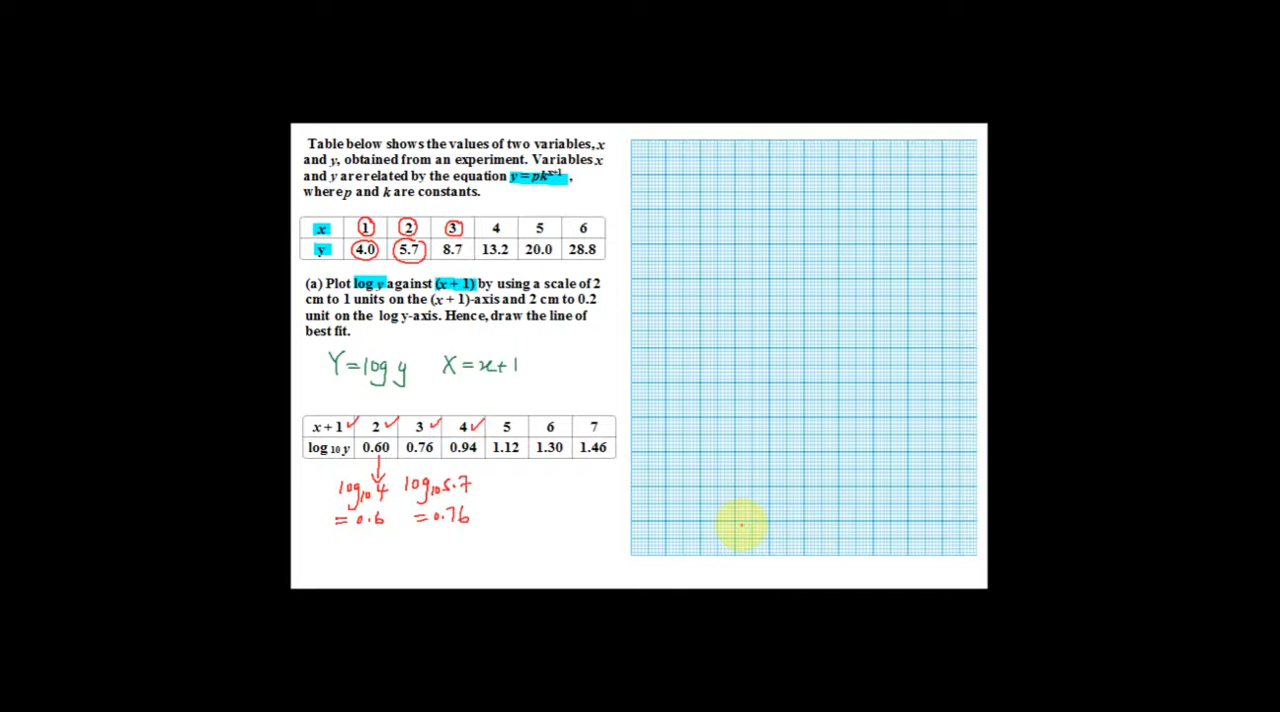 Table below shows the values of two variables, x
and y, obtained from an experiment. Variables x
and y are related by the equation y = pk^{x+1} ,
where p and k are constants.
x 1 2 3 4 5 6
y 4.0 5.7 8.7 13.2 20.0 28.8
(a) Plot log y against (x + 1) by using a scale of 2
cm to 1 units on the (x + 1)-axis and 2 cm to 0.2
unit on the log y-axis. Hence, draw the line of
best fit.
Y = log y X = x + 1
x + 1 ✓ 2 ✓ 3 ✓ 4 ✓ 5 6 7
log 10 y 0.60 0.76 0.94 1.12 1.30 1.46
log10 4 log10 5.7
= 0.6 = 0.76